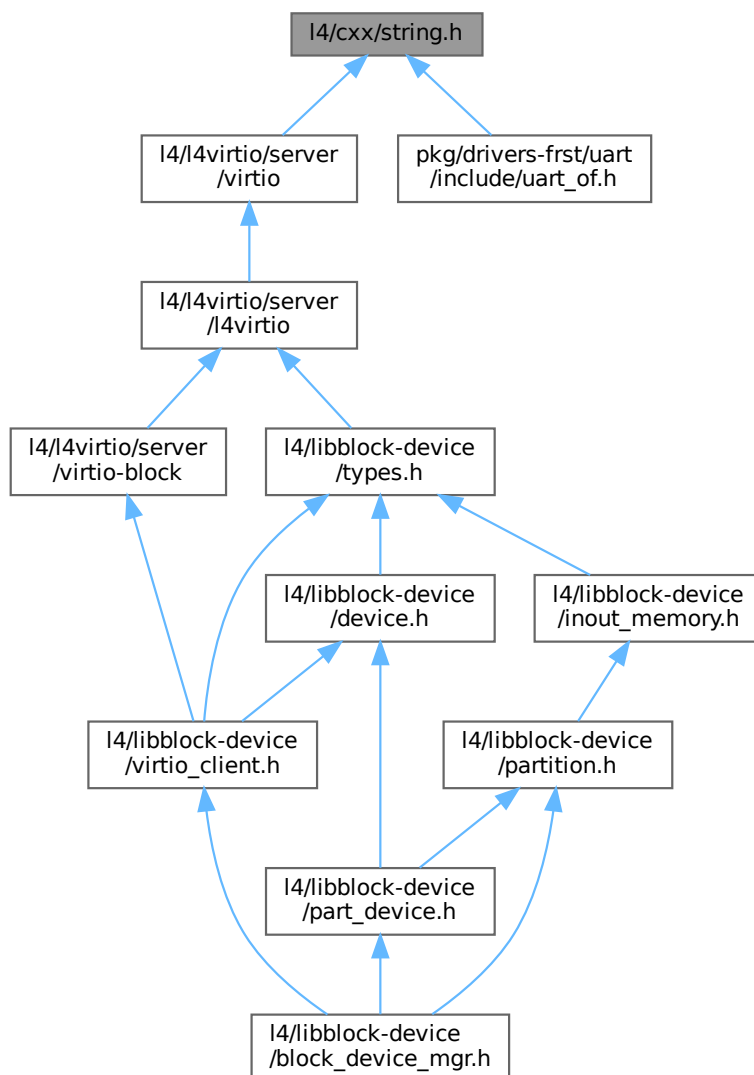 l4/cxx/string.h
l4/l4virtio/server
/virtio
pkg/drivers-frst/uart
/include/uart_of.h
l4/l4virtio/server
/l4virtio
l4/l4virtio/server
/virtio-block
l4/libblock-device
/types.h
l4/libblock-device
/device.h
l4/libblock-device
/inout_memory.h
l4/libblock-device
/virtio_client.h
l4/libblock-device
/partition.h
l4/libblock-device
/part_device.h
l4/libblock-device
/block_device_mgr.h